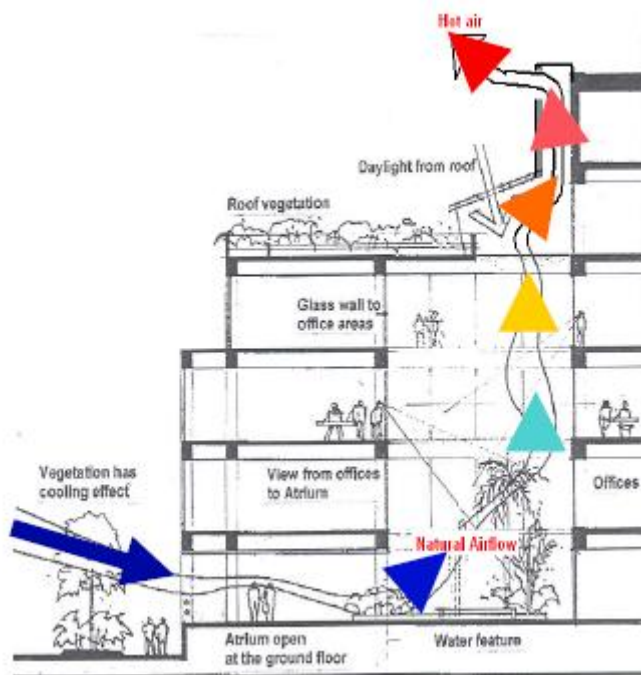 Hot air
Daylight from roof
Roof vegetation
Glass wall to
office areas
Vegetation has
cooling effect
View from offices
to Atrium
Offices
Natural Airflow
Atrium open
at the ground floor
Water feature